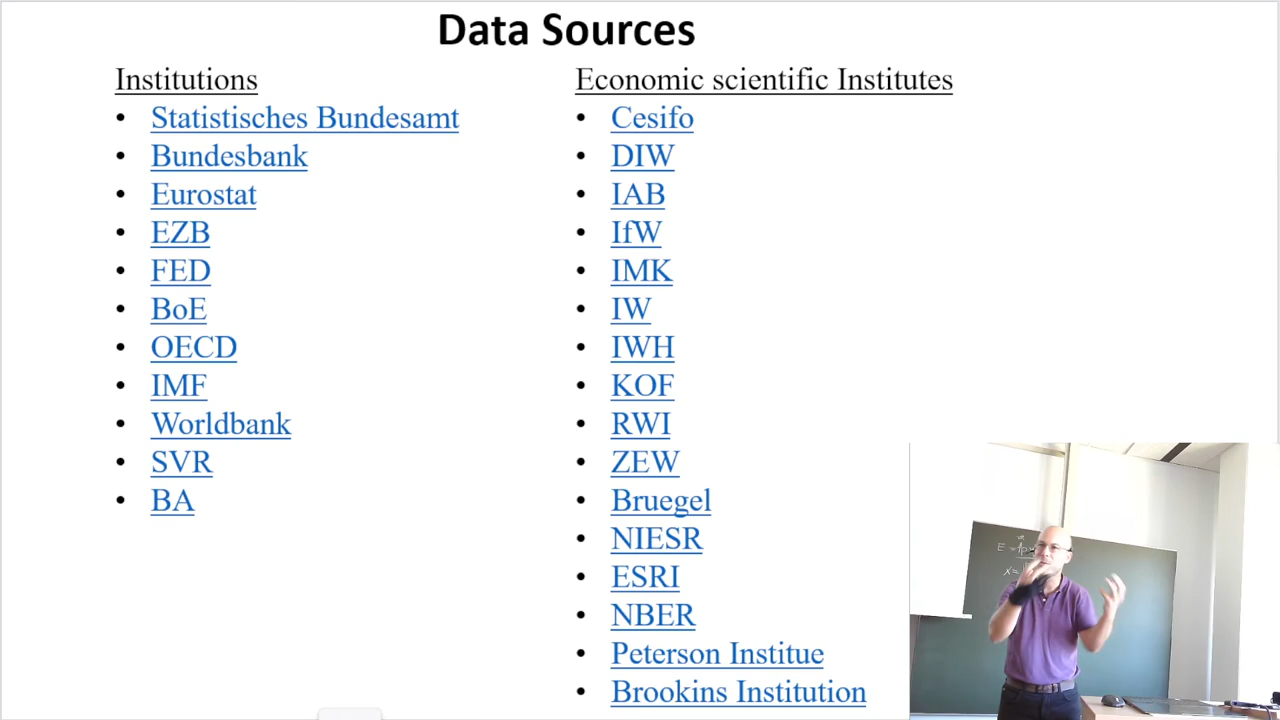 Data Sources
Institutions
Statistisches Bundesamt
Bundesbank
Eurostat
EZB
FED
BoE
OECD
IMF
Worldbank
SVR
BA
Economic scientific Institutes
Cesifo
DIW
IAB
IfW
IMK
IW
IWH
KOF
RWI
ZEW
Bruegel
NIESR
ESRI
NBER
Peterson Institue
Brookins Institution